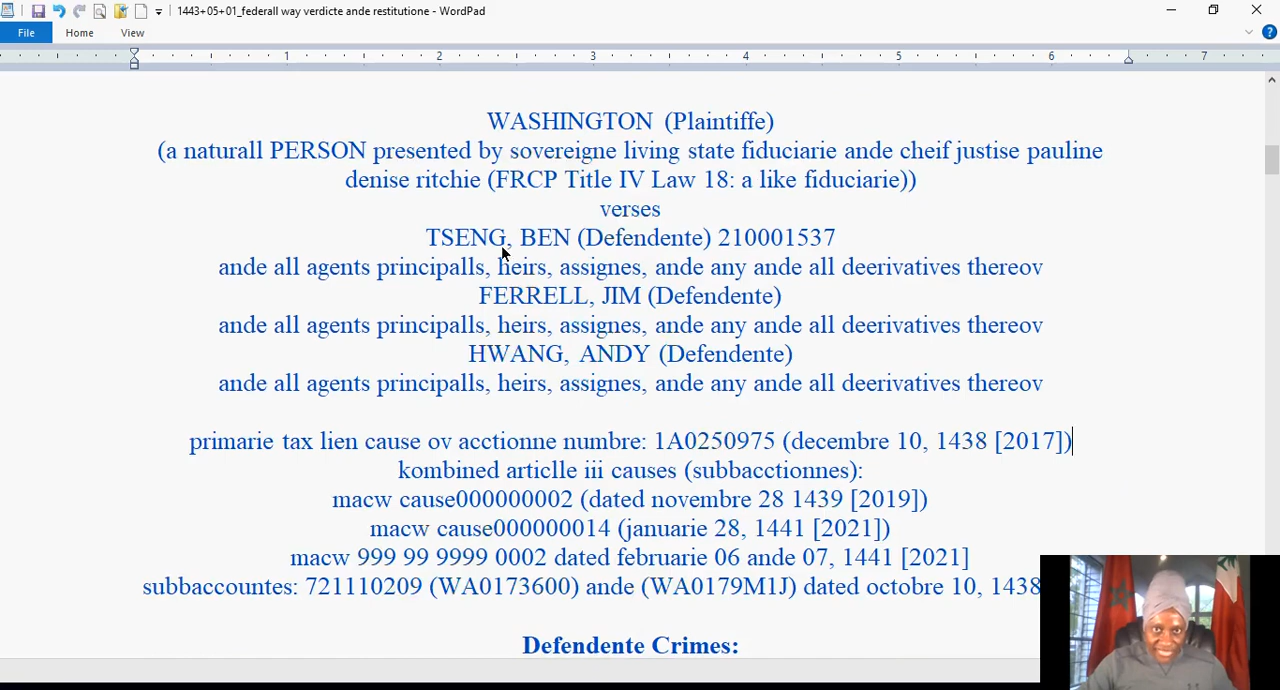 1443+05+01_federall way verdicte ande restitutione - WordPad
File Home View
1 2 3 4 5 6 7
WASHINGTON (Plaintiffe)
(a naturall PERSON presented by sovereigne living state fiduciarie ande cheif justise pauline
denise ritchie (FRCP Title IV Law 18: a like fiduciarie))
verses
TSENG, BEN (Defendente) 210001537
ande all agents principalls, heirs, assignes, ande any ande all deerivatives thereov
FERRELL, JIM (Defendente)
ande all agents principalls, heirs, assignes, ande any ande all deerivatives thereov
HWANG, ANDY (Defendente)
ande all agents principalls, heirs, assignes, ande any ande all deerivatives thereov
primarie tax lien cause ov acctionne numbre: 1A0250975 (decembre 10, 1438 [2017])
kombined articlle iii causes (subbacctionnes):
macw cause000000002 (dated novembre 28 1439 [2019])
macw cause000000014 (januarie 28, 1441 [2021])
macw 999 99 9999 0002 dated februarie 06 ande 07, 1441 [2021]
subbaccountes: 721110209 (WA0173600) ande (WA0179M1J) dated octobre 10, 1438
Defendente Crimes: